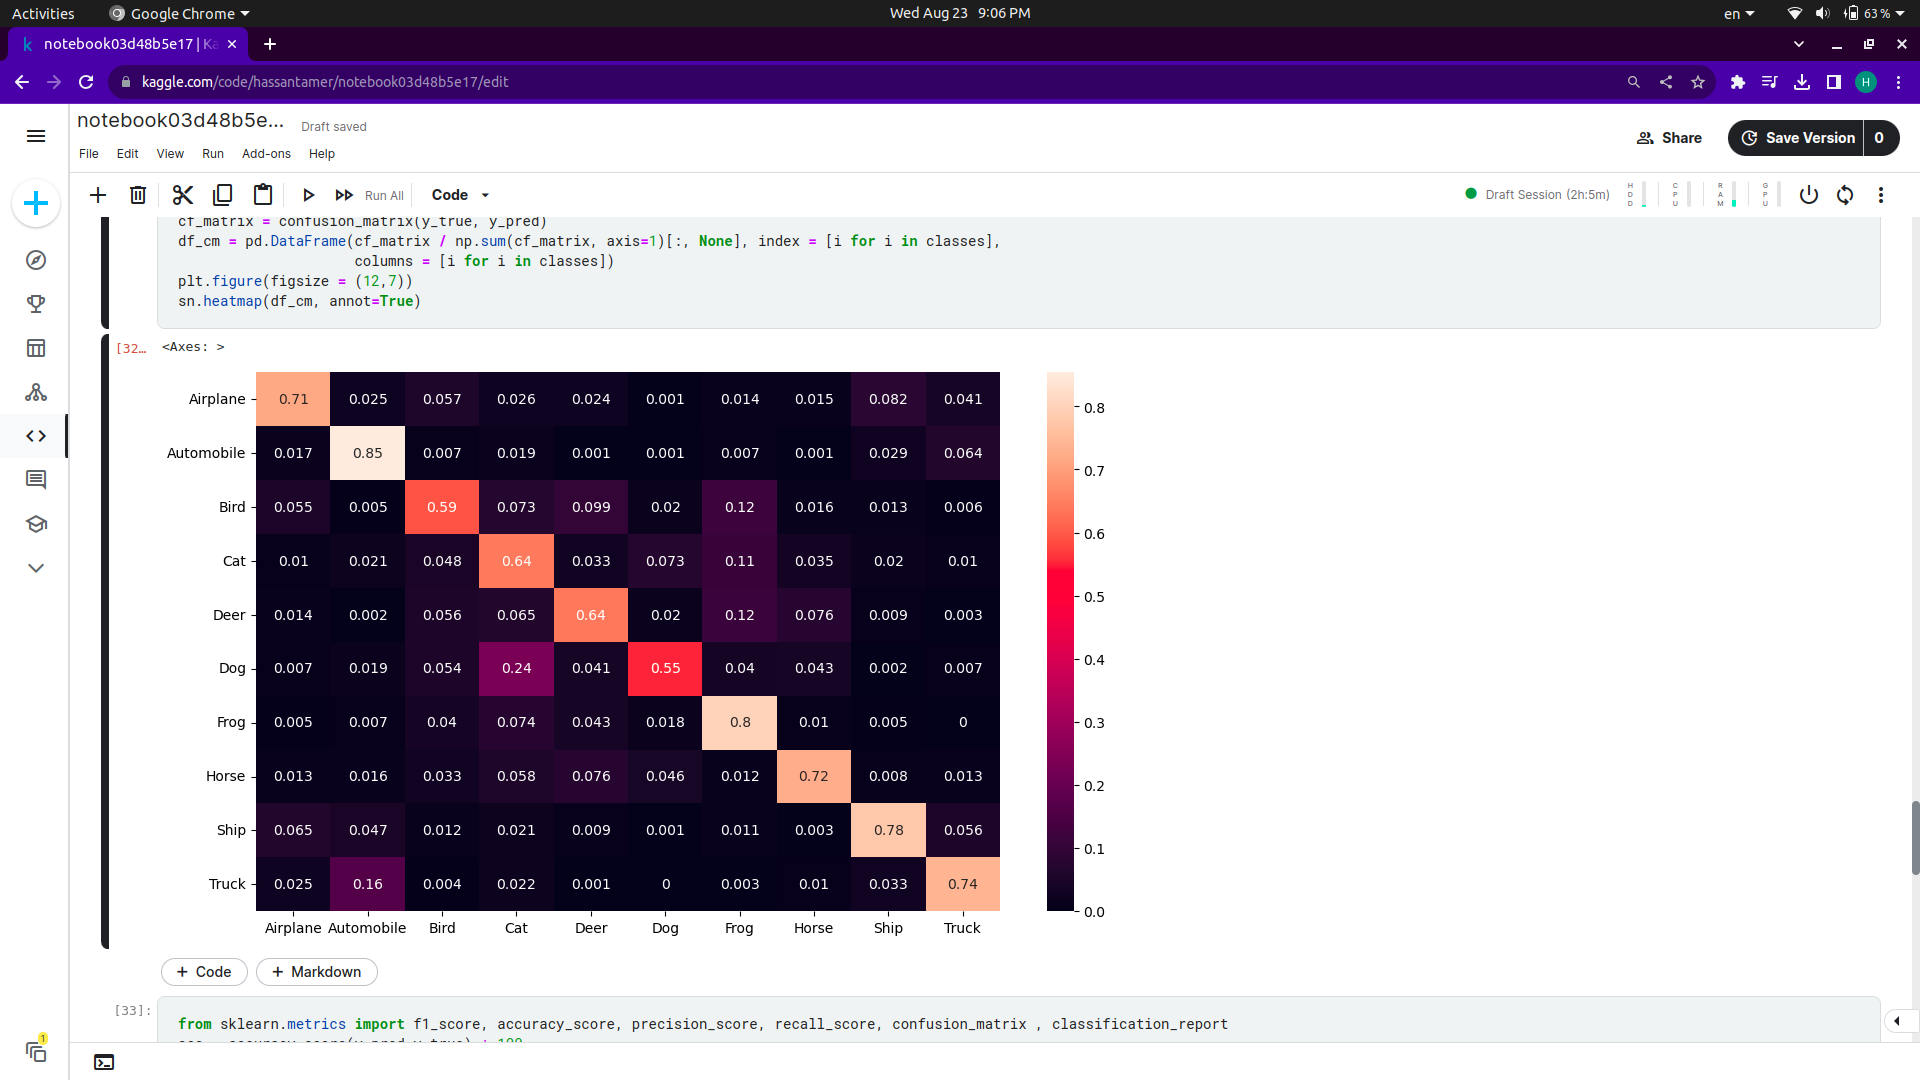 Activities Google Chrome Wed Aug 23 9:06 PM en 63 %
notebook03d48b5e17 | Ka
kaggle.com/code/hassantamer/notebook03d48b5e17/edit H
notebook03d48b5e... Draft saved
Share Save Version 0
File Edit View Run Add-ons Help
Run All Code Draft Session (2h:5m) HDD CPU RAM GPU
cf_matrix = confusion_matrix(y_true, y_pred)
df_cm = pd.DataFrame(cf_matrix / np.sum(cf_matrix, axis=1)[:, None], index = [i for i in classes],
columns = [i for i in classes])
plt.figure(figsize = (12,7))
sn.heatmap(df_cm, annot=True)
[32... <Axes: >
Airplane 0.71 0.025 0.057 0.026 0.024 0.001 0.014 0.015 0.082 0.041
Automobile 0.017 0.85 0.007 0.019 0.001 0.001 0.007 0.001 0.029 0.064
Bird 0.055 0.005 0.59 0.073 0.099 0.02 0.12 0.016 0.013 0.006
Cat 0.01 0.021 0.048 0.64 0.033 0.073 0.11 0.035 0.02 0.01
Deer 0.014 0.002 0.056 0.065 0.64 0.02 0.12 0.076 0.009 0.003
Dog 0.007 0.019 0.054 0.24 0.041 0.55 0.04 0.043 0.002 0.007
Frog 0.005 0.007 0.04 0.074 0.043 0.018 0.8 0.01 0.005 0
Horse 0.013 0.016 0.033 0.058 0.076 0.046 0.012 0.72 0.008 0.013
Ship 0.065 0.047 0.012 0.021 0.009 0.001 0.011 0.003 0.78 0.056
Truck 0.025 0.16 0.004 0.022 0.001 0 0.003 0.01 0.033 0.74
Airplane Automobile Bird Cat Deer Dog Frog Horse Ship Truck
0.8
0.7
0.6
0.5
0.4
0.3
0.2
0.1
0.0
+ Code + Markdown
[33]:
from sklearn.metrics import f1_score, accuracy_score, precision_score, recall_score, confusion_matrix , classification_report
1